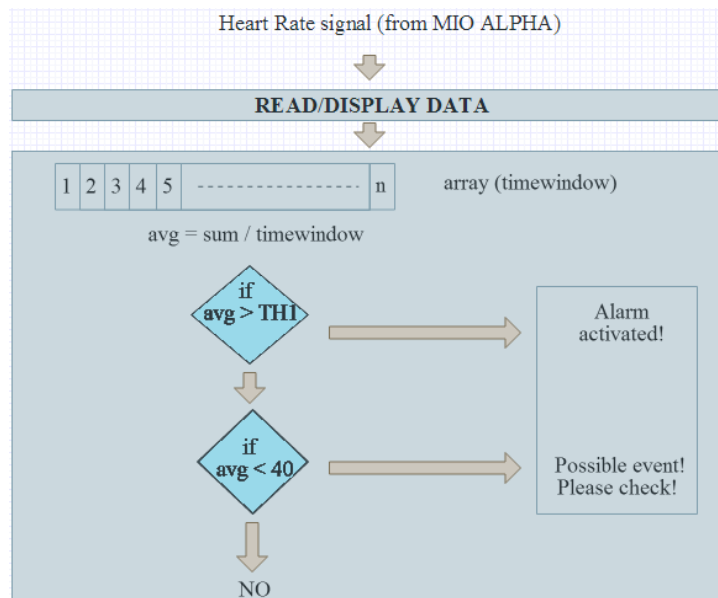 Heart Rate signal (from MIO ALPHA)
READ/DISPLAY DATA
1 2 3 4 5 ------------------- n
array (timewindow)
avg = sum / timewindow
if
avg > TH1
Alarm
activated!
if
avg < 40
Possible event!
Please check!
NO